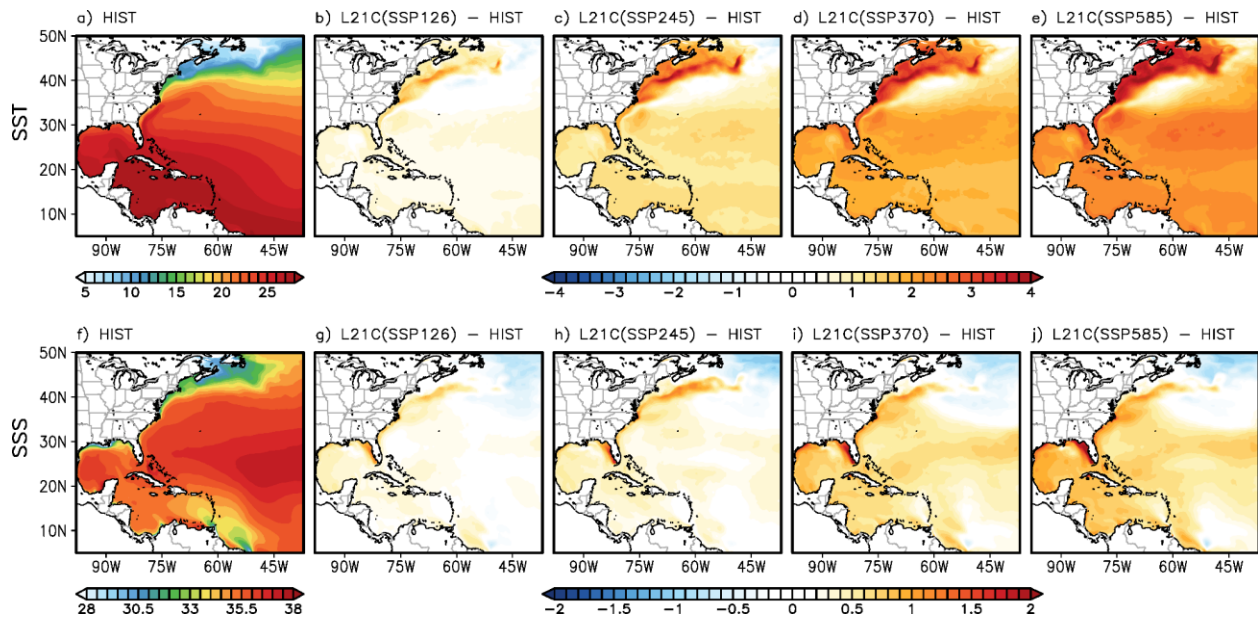 a) HIST
b) L21C(SSP126) – HIST
c) L21C(SSP245) – HIST
d) L21C(SSP370) – HIST
e) L21C(SSP585) – HIST
SST
50N
40N
30N
20N
10N
90W 75W 60W 45W
90W 75W 60W 45W
90W 75W 60W 45W
90W 75W 60W 45W
90W 75W 60W 45W
5 10 15 20 25
-4 -3 -2 -1 0 1 2 3 4
f) HIST
g) L21C(SSP126) – HIST
h) L21C(SSP245) – HIST
i) L21C(SSP370) – HIST
j) L21C(SSP585) – HIST
SSS
50N
40N
30N
20N
10N
90W 75W 60W 45W
90W 75W 60W 45W
90W 75W 60W 45W
90W 75W 60W 45W
90W 75W 60W 45W
28 30.5 33 35.5 38
-2 -1.5 -1 -0.5 0 0.5 1 1.5 2